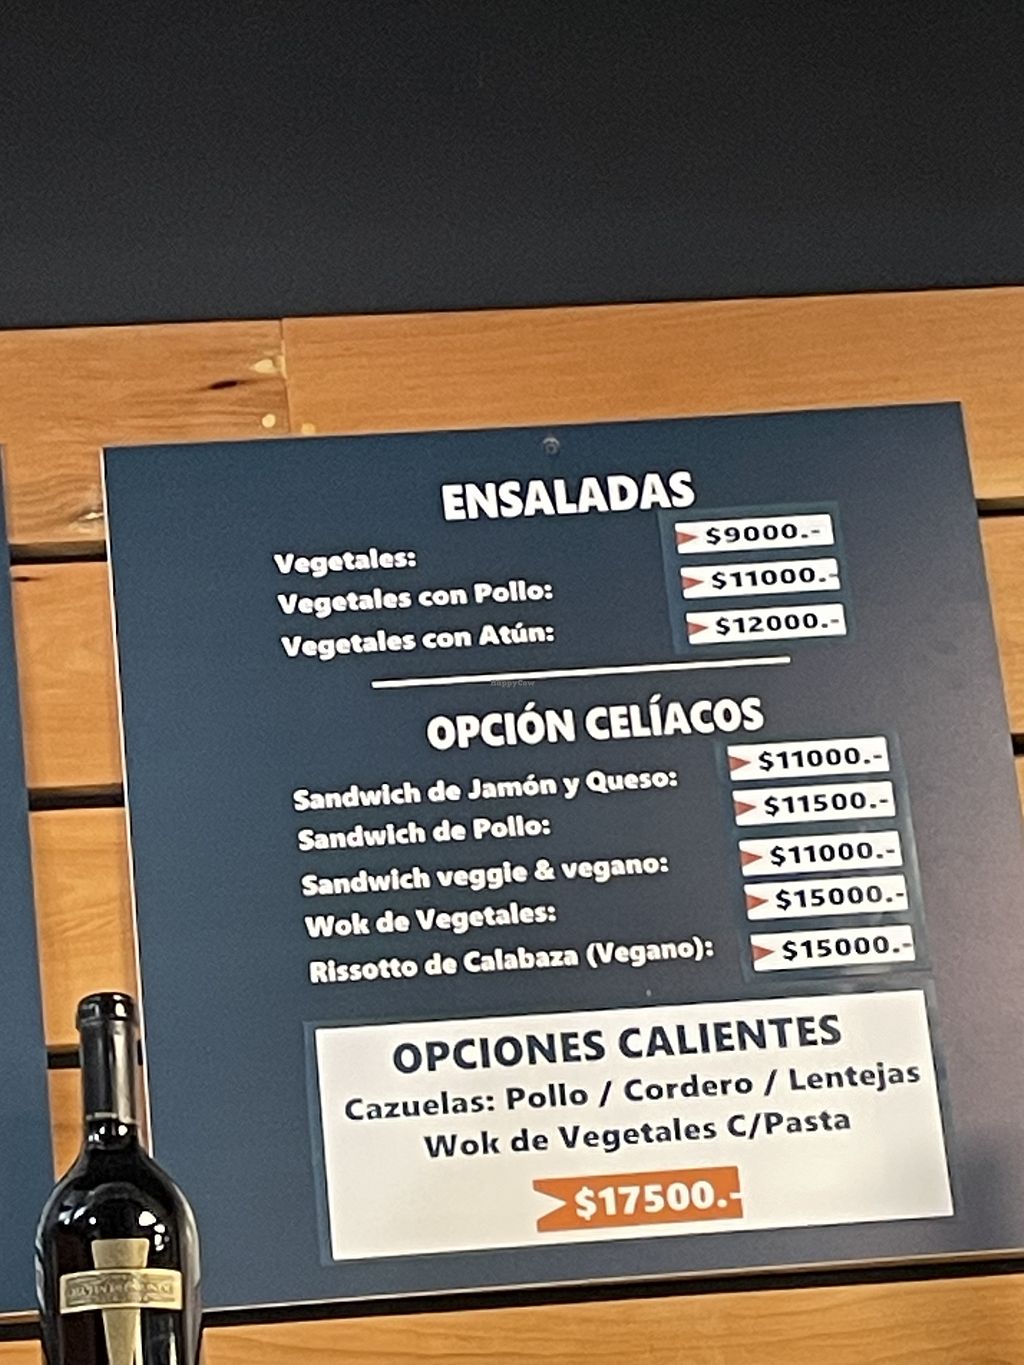 ENSALADAS
Vegetales: $9000.-
Vegetales con Pollo: $11000.-
Vegetales con Atún: $12000.-
HappyCow
OPCIÓN CELÍACOS
Sandwich de Jamón y Queso: $11000.-
Sandwich de Pollo: $11500.-
Sandwich veggie & vegano: $11000.-
Wok de Vegetales: $15000.-
Rissotto de Calabaza (Vegano): $15000.-
OPCIONES CALIENTES
Cazuelas: Pollo / Cordero / Lentejas
Wok de Vegetales C/Pasta
$17500.-